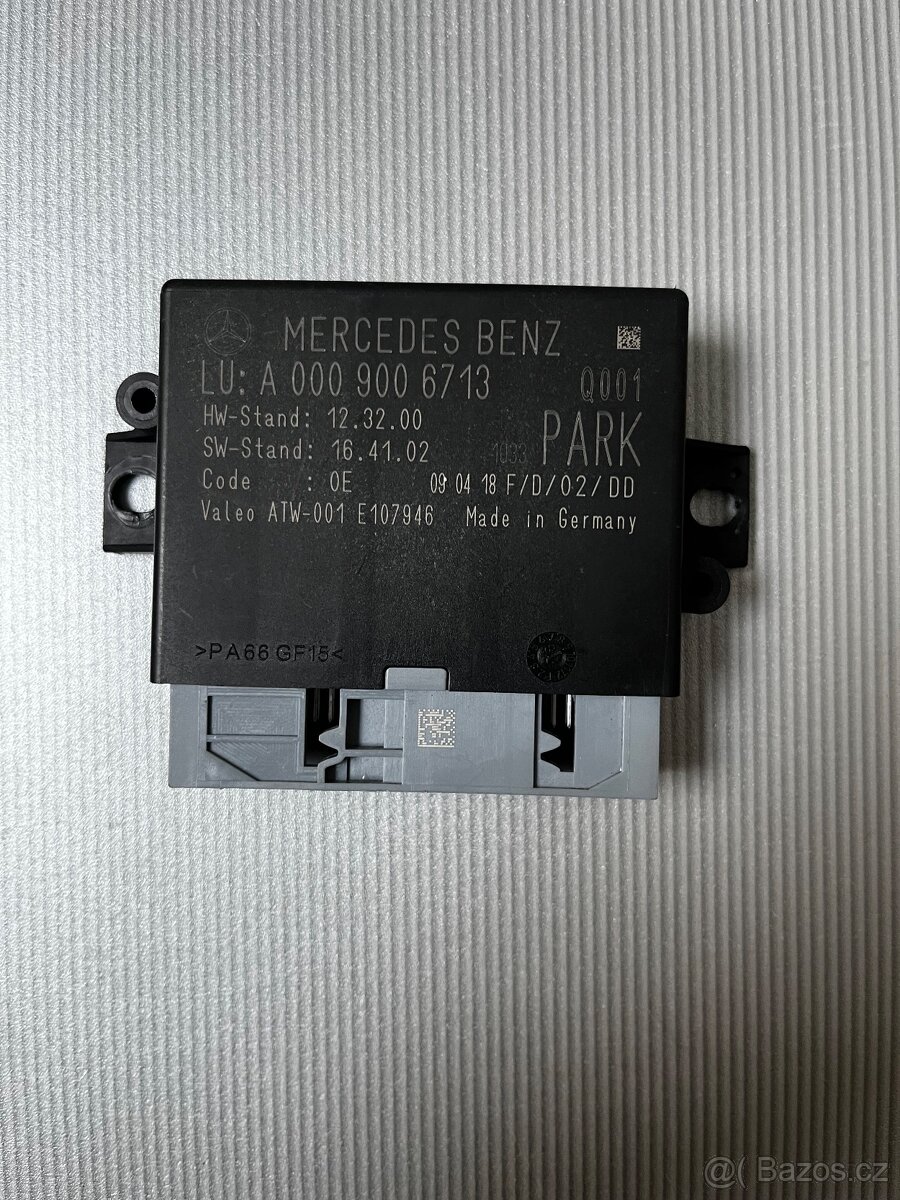 MERCEDES BENZ
LU: A 000 900 6713 Q001
HW-Stand: 12.32.00
SW-Stand: 16.41.02 1033 PARK
Code : 0E 09 04 18 F/D/02/DD
Valeo ATW-001 E107946 Made in Germany
>PA66 GF15<
@( Bazos.cz